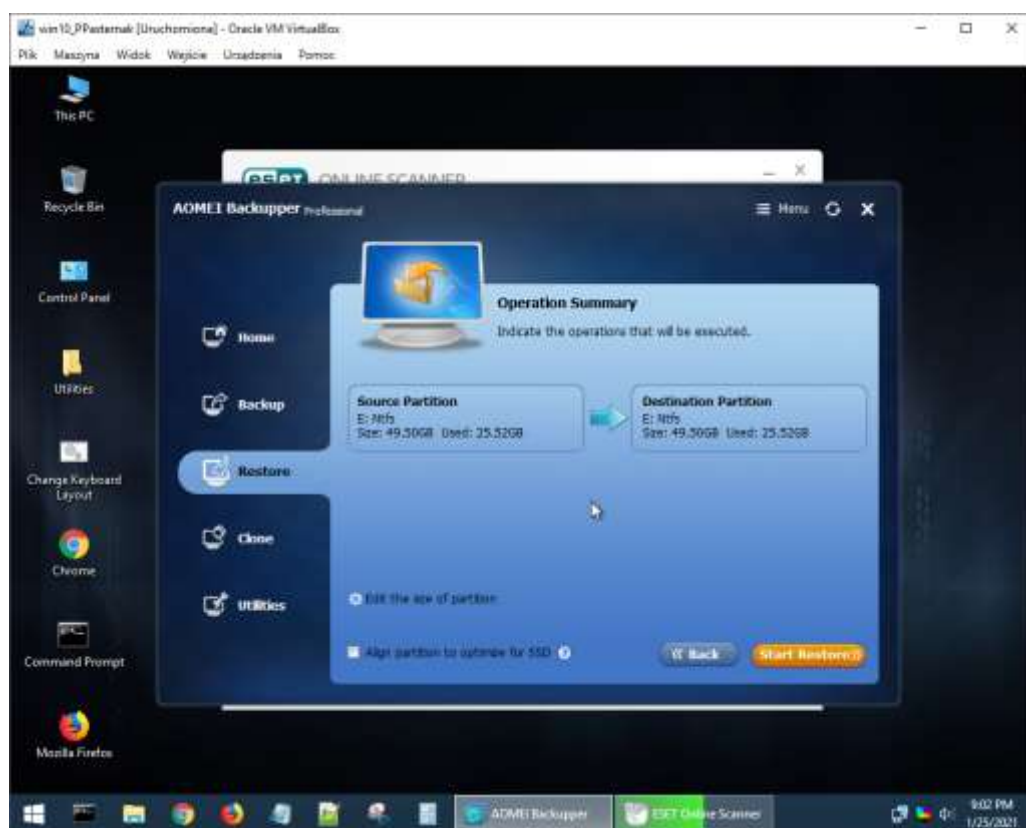 win10_PPasternak [Uruchomiona] - Oracle VM VirtualBox
Plik Maszyna Widok Wejście Urządzenia Pomoc
This PC
Recycle Bin
Control Panel
Utilities
Change Keyboard
Layout
Chrome
Command Prompt
Mozilla Firefox
eset ONLINE SCANNER
AOMEI Backupper Professional
Menu
Home
Backup
Restore
Clone
Utilities
Operation Summary
Indicate the operations that will be executed.
Source Partition
E: Ntfs
Size: 49.50GB Used: 25.52GB
Destination Partition
E: Ntfs
Size: 49.50GB Used: 25.52GB
Edit the size of partition
Align partition to optimize for SSD
Back
Start Restore
AOMEI Backupper
ESET Online Scanner
9:02 PM
1/25/2021